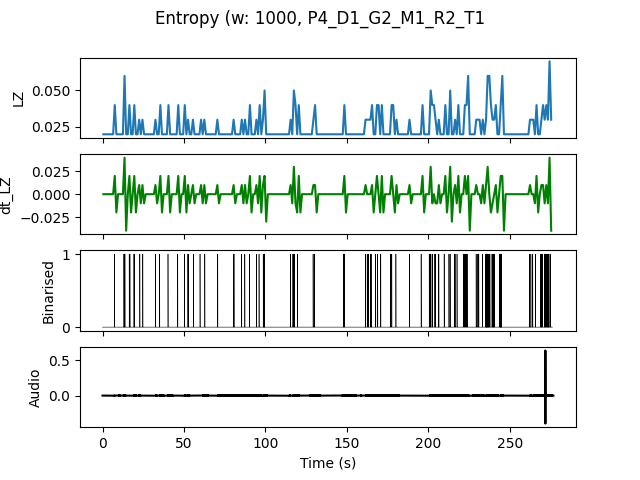 Entropy (w: 1000, P4_D1_G2_M1_R2_T1
LZ
0.050
0.025
dt_LZ
0.025
0.000
−0.025
Binarised
1
0
Audio
0.5
0.0
0 50 100 150 200 250
Time (s)